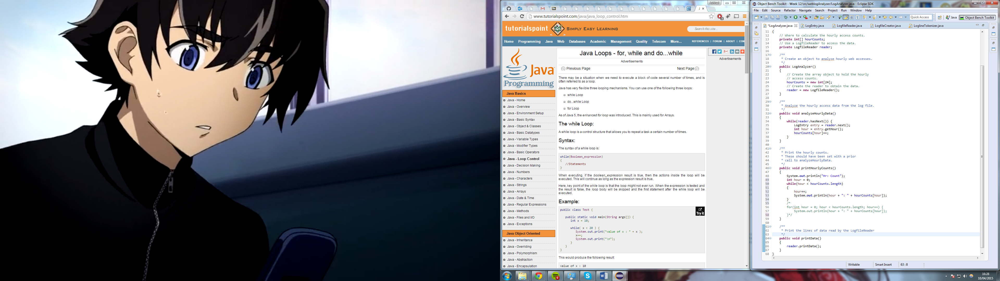 Ashhad
www.tutorialspoint.com/java/java_loop_control.htm
tutorialspoint
SIMPLY EASY LEARNING
Search this site...
Home Programming Java Web Databases Academic Management Quality Telecom More...
REFERENCES | FORUM | ABOUT | CON
Java
Programming
Java Basics
Java - Home
Java - Overview
Java - Environment Setup
Java - Basic Syntax
Java - Object & Classes
Java - Basic Datatypes
Java - Variable Types
Java - Modifier Types
Java - Basic Operators
Java - Loop Control
Java - Decision Making
Java - Numbers
Java - Characters
Java - Strings
Java - Arrays
Java - Date & Time
Java - Regular Expressions
Java - Methods
Java - Files and I/O
Java - Exceptions
Java Object Oriented
Java - Inheritance
Java - Overriding
Java - Polymorphism
Java - Abstraction
Java - Encapsulation
Java Loops - for, while and do...while
Advertisements
Previous Page
Next Page
There may be a situation when we need to execute a block of code several number of times, and is
often referred to as a loop.
Java has very flexible three looping mechanisms. You can use one of the following three loops:
while Loop
do...while Loop
for Loop
As of Java 5, the enhanced for loop was introduced. This is mainly used for Arrays.
The while Loop:
A while loop is a control structure that allows you to repeat a task a certain number of times.
Syntax:
The syntax of a while loop is:
while(Boolean_expression)
{
//Statements
}
When executing, if the boolean_expression result is true, then the actions inside the loop will be
executed. This will continue as long as the expression result is true.
Here, key point of the while loop is that the loop might not ever run. When the expression is tested and
the result is false, the loop body will be skipped and the first statement after the while loop will be
executed.
Example:
Try it
public class Test {
public static void main(String args[]) {
int x = 10;
while( x < 20 ) {
System.out.print("value of x : " + x );
x++;
System.out.print("\n");
}
}
}
This would produce the following result:
value of x : 10
Advertisements
Object Bench Toolkit - Week 12/src/weblogAnalyzer/LogAnalyzer.java - Eclipse SDK
File Edit Source Refactor Navigate Search Project Run Window Help
Quick Access
Java
Object Bench Toolkit
*LogAnalyzer.java
LogEntry.java
LogfileReader.java
LogfileCreator.java
LoglineTokenizer.java
11 {
12 // Where to calculate the hourly access counts.
13 private int[] hourCounts;
14 // Use a LogfileReader to access the data.
15 private LogfileReader reader;
16
17 /**
18 * Create an object to analyze hourly web accesses.
19 */
20 public LogAnalyzer()
21 {
22 // Create the array object to hold the hourly
23 // access counts.
24 hourCounts = new int[24];
25 // Create the reader to obtain the data.
26 reader = new LogfileReader();
27 }
28
29 /**
30 * Analyze the hourly access data from the log file.
31 */
32 public void analyzeHourlyData()
33 {
34 while(reader.hasNext()) {
35 LogEntry entry = reader.next();
36 int hour = entry.getHour();
37 hourCounts[hour]++;
38 }
39 }
40
41 /**
42 * Print the hourly counts.
43 * These should have been set with a prior
44 * call to analyzeHourlyData.
45 */
46 public void printHourlyCounts()
47 {
48 System.out.println("Hr: Count");
49 int hour = 0;
50 while(hour < hourCounts.length)
51 {
52 hour++;
53 System.out.println(hour + ": " + hourCounts[hour]);
54 }
55 /*
56 for(int hour = 0; hour < hourCounts.length; hour++) {
57 System.out.println(hour + ": " + hourCounts[hour]);
58 }*/
59 }
60
61 /**
62 * Print the lines of data read by the LogfileReader
63 */
64 public void printData()
65 {
66 reader.printData();
67 }
68 }
Writable
Smart Insert
63 : 8
16:28
10/04/2015